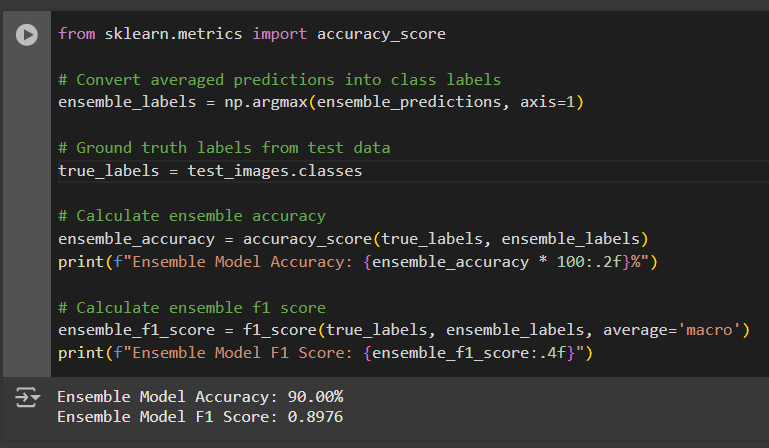 from sklearn.metrics import accuracy_score
# Convert averaged predictions into class labels
ensemble_labels = np.argmax(ensemble_predictions, axis=1)
# Ground truth labels from test data
true_labels = test_images.classes
# Calculate ensemble accuracy
ensemble_accuracy = accuracy_score(true_labels, ensemble_labels)
print(f"Ensemble Model Accuracy: {ensemble_accuracy * 100:.2f}%")
# Calculate ensemble f1 score
ensemble_f1_score = f1_score(true_labels, ensemble_labels, average='macro')
print(f"Ensemble Model F1 Score: {ensemble_f1_score:.4f}")
Ensemble Model Accuracy: 90.00%
Ensemble Model F1 Score: 0.8976